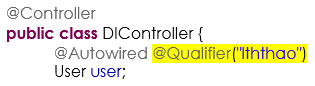 @Controller
public class DIController {
@Autowired @Qualifier("lththao")
User user;